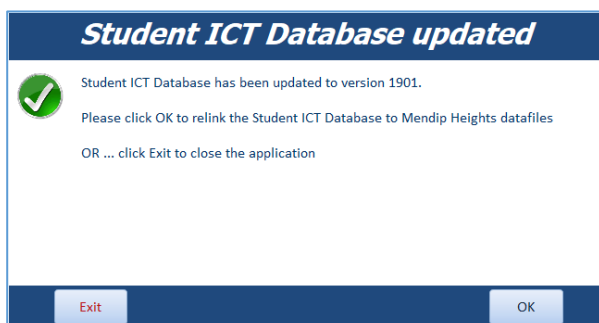 Student ICT Database updated
Student ICT Database has been updated to version 1901.
Please click OK to relink the Student ICT Database to Mendip Heights datafiles
OR ... click Exit to close the application
Exit
OK